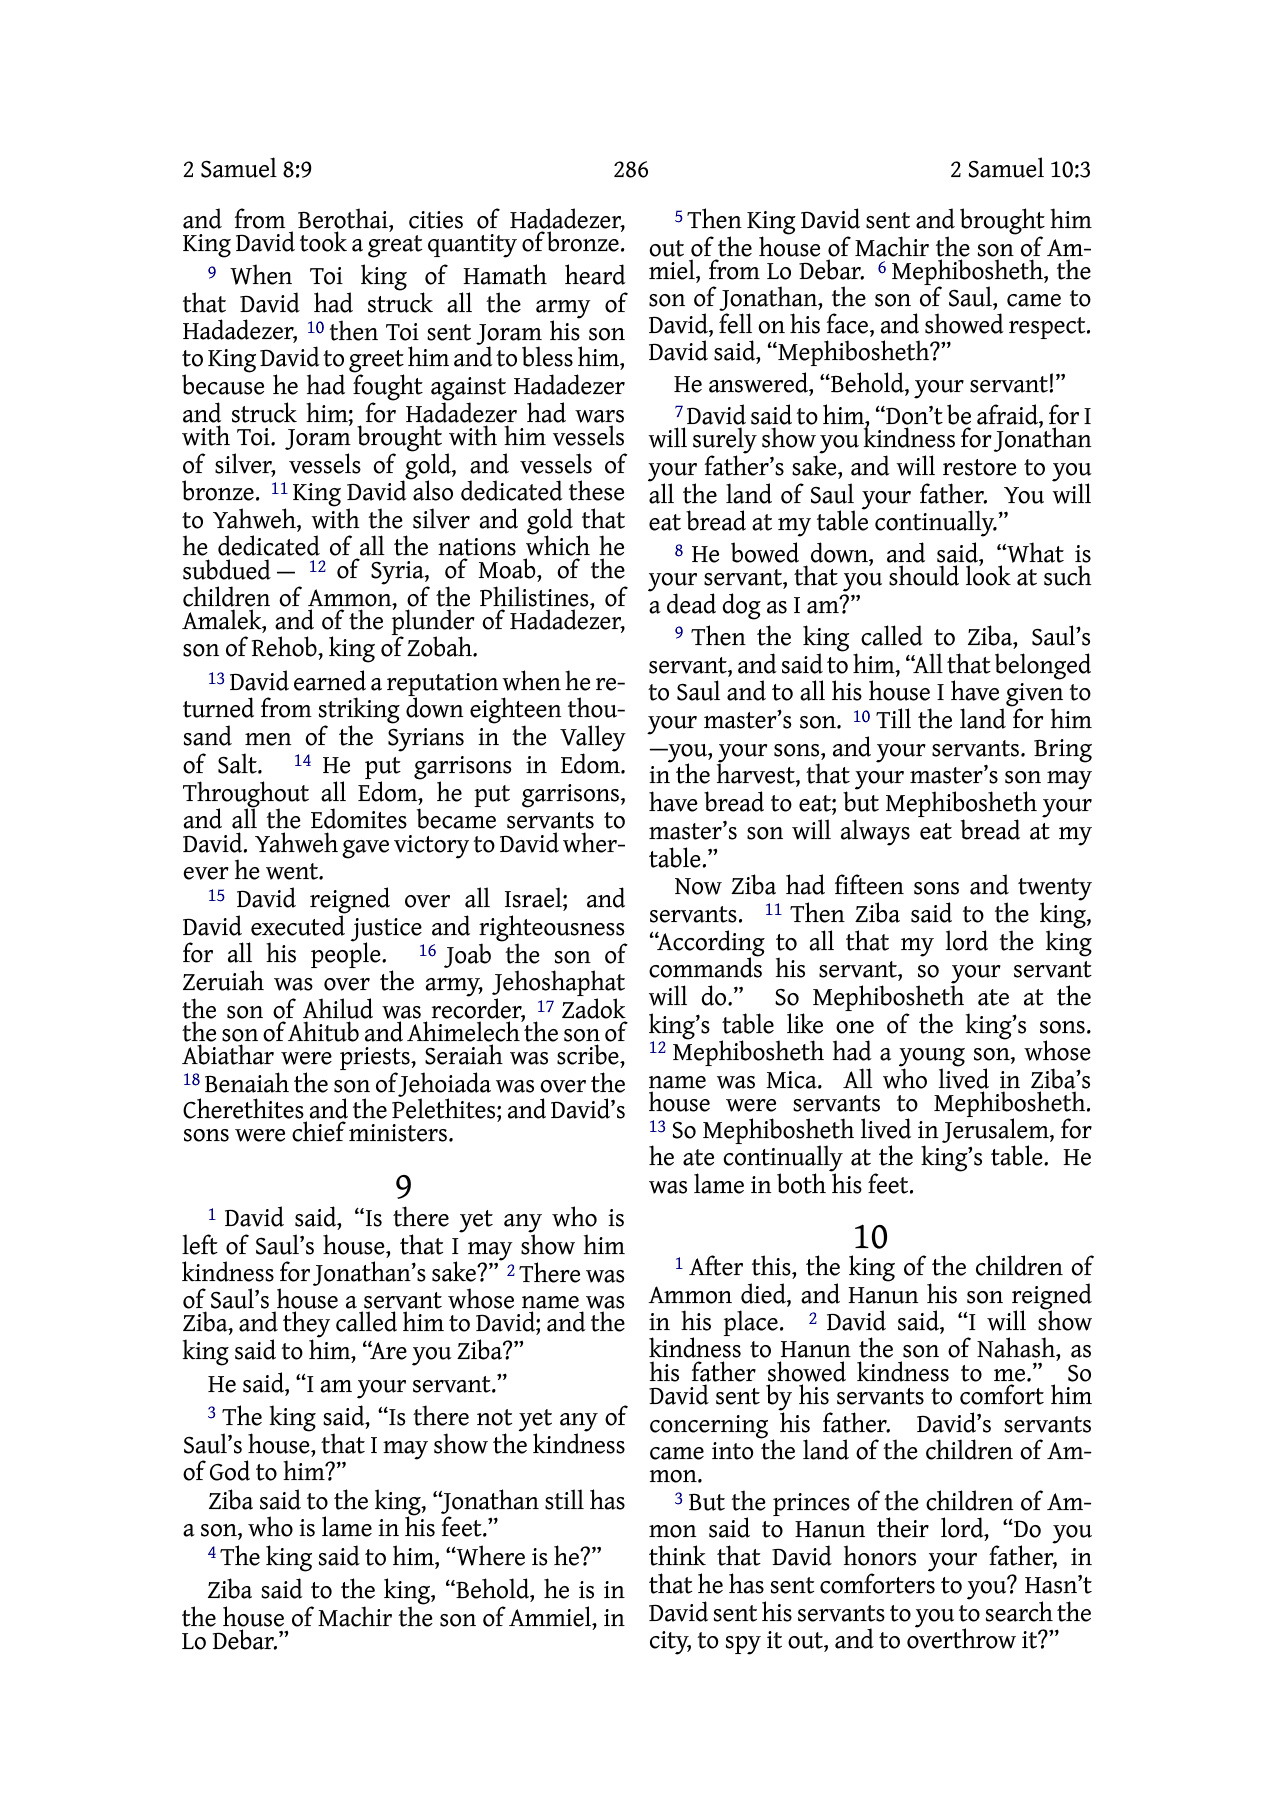 2 Samuel 8:9 286 2 Samuel 10:3
and from Berothai, cities of Hadadezer,
King David took a great quantity of bronze.
9 When Toi king of Hamath heard
that David had struck all the army of
Hadadezer, 10 then Toi sent Joram his son
to King David to greet him and to bless him,
because he had fought against Hadadezer
and struck him; for Hadadezer had wars
with Toi. Joram brought with him vessels
of silver, vessels of gold, and vessels of
bronze. 11 King David also dedicated these
to Yahweh, with the silver and gold that
he dedicated of all the nations which he
subdued— 12 of Syria, of Moab, of the
children of Ammon, of the Philistines, of
Amalek, and of the plunder of Hadadezer,
son of Rehob, king of Zobah.
13 David earned a reputation when he re-
turned from striking down eighteen thou-
sand men of the Syrians in the Valley
of Salt. 14 He put garrisons in Edom.
Throughout all Edom, he put garrisons,
and all the Edomites became servants to
David. Yahweh gave victory to David wher-
ever he went.
15 David reigned over all Israel; and
David executed justice and righteousness
for all his people. 16 Joab the son of
Zeruiah was over the army, Jehoshaphat
the son of Ahilud was recorder, 17 Zadok
the son of Ahitub and Ahimelech the son of
Abiathar were priests, Seraiah was scribe,
18 Benaiah the son of Jehoiada was over the
Cherethites and the Pelethites; and David's
sons were chief ministers.
9
1 David said, “Is there yet any who is
left of Saul’s house, that I may show him
kindness for Jonathan’s sake?” 2 There was
of Saul’s house a servant whose name was
Ziba, and they called him to David; and the
king said to him, “Are you Ziba?”
He said, “I am your servant.”
3 The king said, “Is there not yet any of
Saul’s house, that I may show the kindness
of God to him?”
Ziba said to the king, “Jonathan still has
a son, who is lame in his feet.”
4 The king said to him, “Where is he?”
Ziba said to the king, “Behold, he is in
the house of Machir the son of Ammiel, in
Lo Debar.”
5 Then King David sent and brought him
out of the house of Machir the son of Am-
miel, from Lo Debar. 6 Mephibosheth, the
son of Jonathan, the son of Saul, came to
David, fell on his face, and showed respect.
David said, “Mephibosheth?”
He answered, “Behold, your servant!”
7 David said to him, “Don’t be afraid, for I
will surely show you kindness for Jonathan
your father’s sake, and will restore to you
all the land of Saul your father. You will
eat bread at my table continually.”
8 He bowed down, and said, “What is
your servant, that you should look at such
a dead dog as I am?”
9 Then the king called to Ziba, Saul’s
servant, and said to him, “All that belonged
to Saul and to all his house I have given to
your master’s son. 10 Till the land for him
—you, your sons, and your servants. Bring
in the harvest, that your master’s son may
have bread to eat; but Mephibosheth your
master’s son will always eat bread at my
table.”
Now Ziba had fifteen sons and twenty
servants. 11 Then Ziba said to the king,
“According to all that my lord the king
commands his servant, so your servant
will do.” So Mephibosheth ate at the
king’s table like one of the king’s sons.
12 Mephibosheth had a young son, whose
name was Mica. All who lived in Ziba’s
house were servants to Mephibosheth.
13 So Mephibosheth lived in Jerusalem, for
he ate continually at the king’s table. He
was lame in both his feet.
10
1 After this, the king of the children of
Ammon died, and Hanun his son reigned
in his place. 2 David said, “I will show
kindness to Hanun the son of Nahash, as
his father showed kindness to me.” So
David sent by his servants to comfort him
concerning his father. David’s servants
came into the land of the children of Am-
mon.
3 But the princes of the children of Am-
mon said to Hanun their lord, “Do you
think that David honors your father, in
that he has sent comforters to you? Hasn’t
David sent his servants to you to search the
city, to spy it out, and to overthrow it?”